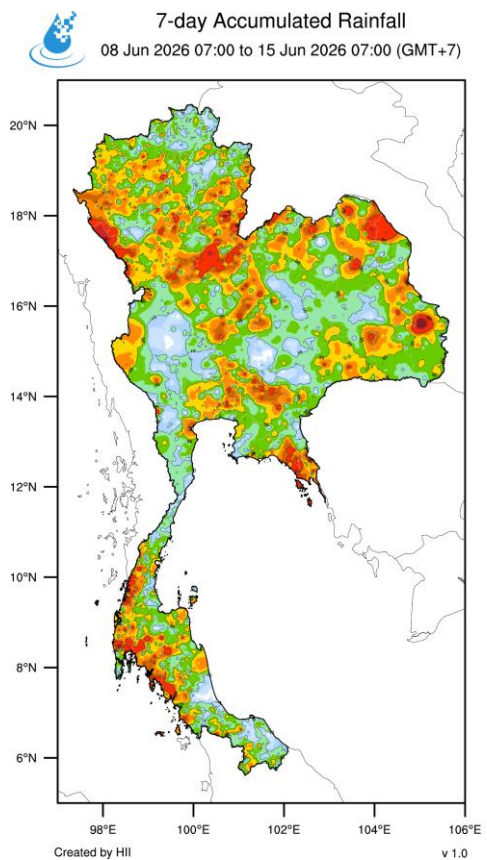 7-day Accumulated Rainfall
08 Jun 2026 07:00 to 15 Jun 2026 07:00 (GMT+7)
20°N
18°N
16°N
14°N
12°N
10°N
8°N
6°N
98°E 100°E 102°E 104°E 106°E
Created by HII v 1.0